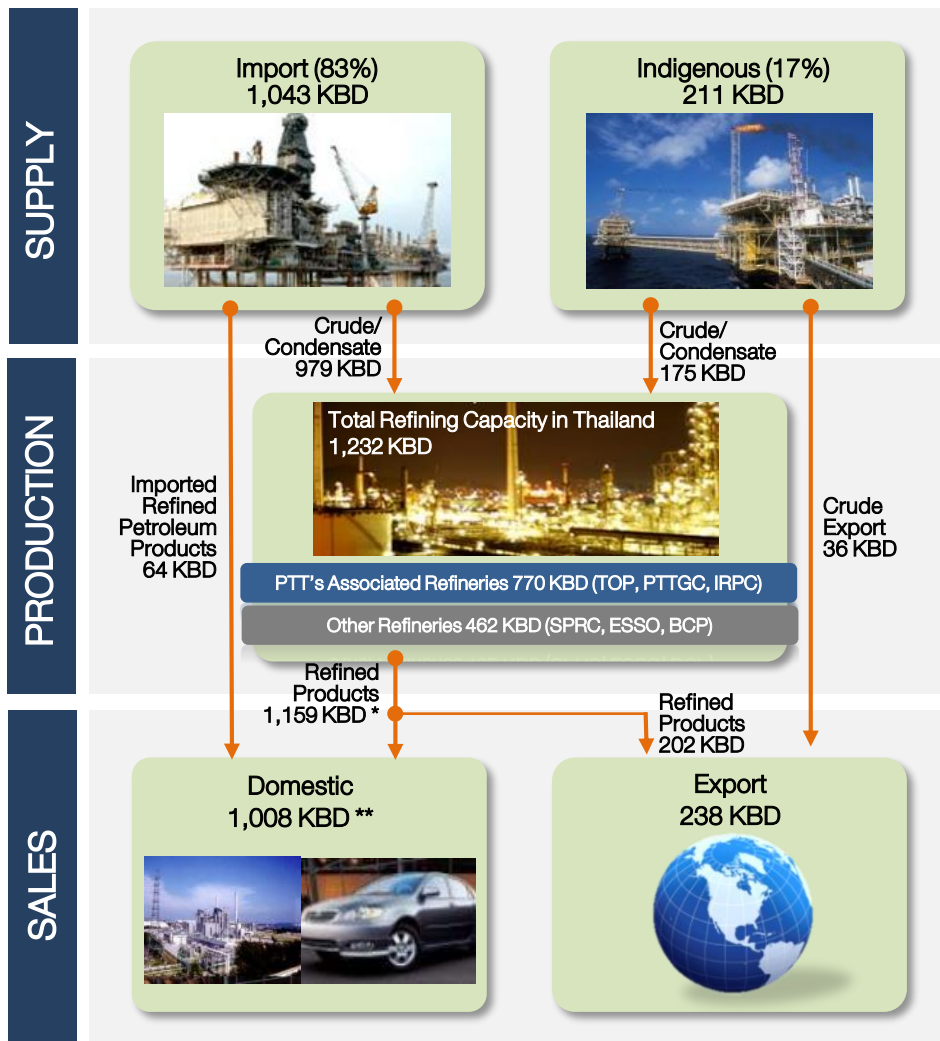 SUPPLY
Import (83%)
1,043 KBD
Indigenous (17%)
211 KBD
Crude/
Condensate
979 KBD
Crude/
Condensate
175 KBD
PRODUCTION
Total Refining Capacity in Thailand
1,232 KBD
Imported
Refined
Petroleum
Products
64 KBD
Crude
Export
36 KBD
PTT's Associated Refineries 770 KBD (TOP, PTTGC, IRPC)
Other Refineries 462 KBD (SPRC, ESSO, BCP)
Refined
Products
1,159 KBD *
Refined
Products
202 KBD
SALES
Domestic
1,008 KBD **
Export
238 KBD